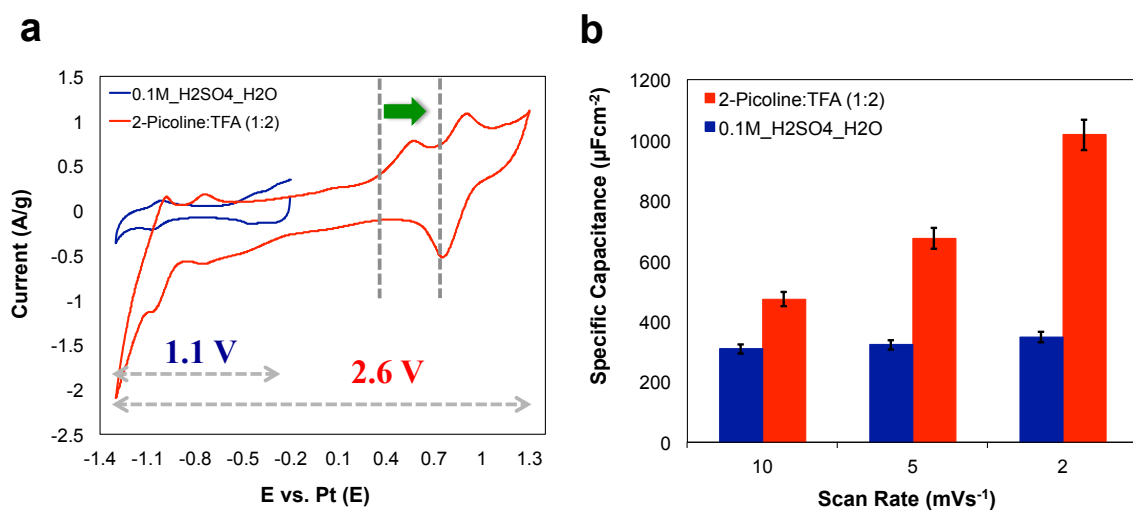 a
1.5
1
0.5
0
-0.5
-1
-1.5
-2
-2.5
Current (A/g)
0.1M_H2SO4_H2O
2-Picoline:TFA (1:2)
1.1 V
2.6 V
-1.4 -1.1 -0.8 -0.5 -0.2 0.1 0.4 0.7 1 1.3
E vs. Pt (E)
b
1200
1000
800
600
400
200
0
Specific Capacitance (μFcm⁻²)
2-Picoline:TFA (1:2)
0.1M_H2SO4_H2O
10 5 2
Scan Rate (mVs⁻¹)